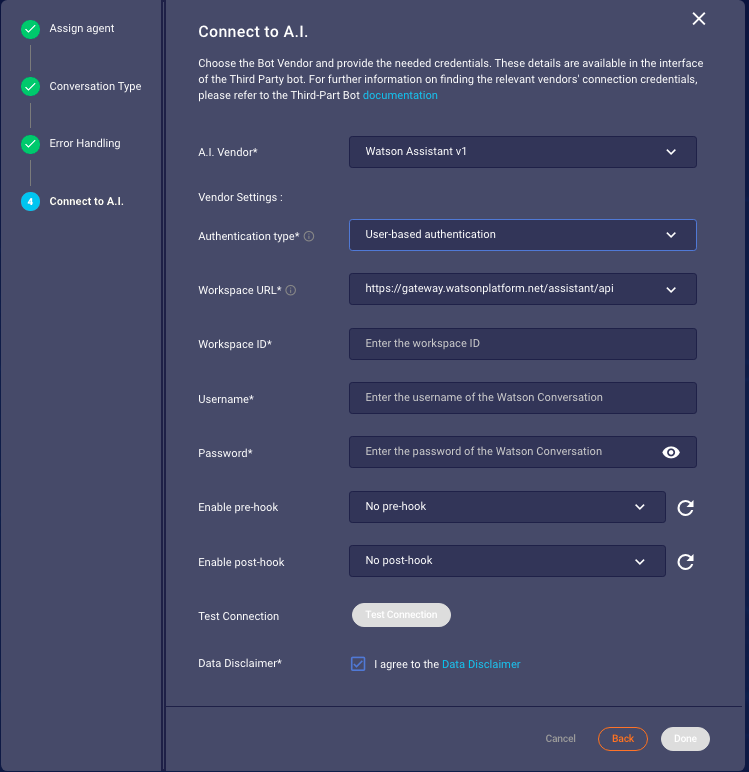 Assign agent
Conversation Type
Error Handling
4 Connect to A.I.
Connect to A.I.
Choose the Bot Vendor and provide the needed credentials. These details are available in the interface
of the Third Party bot. For further information on finding the relevant vendors' connection credentials,
please refer to the Third-Part Bot documentation
A.I. Vendor* Watson Assistant v1
Vendor Settings :
Authentication type* User-based authentication
Workspace URL* https://gateway.watsonplatform.net/assistant/api
Workspace ID* Enter the workspace ID
Username* Enter the username of the Watson Conversation
Password* Enter the password of the Watson Conversation
Enable pre-hook No pre-hook
Enable post-hook No post-hook
Test Connection Test Connection
Data Disclaimer* I agree to the Data Disclaimer
Cancel Back Done